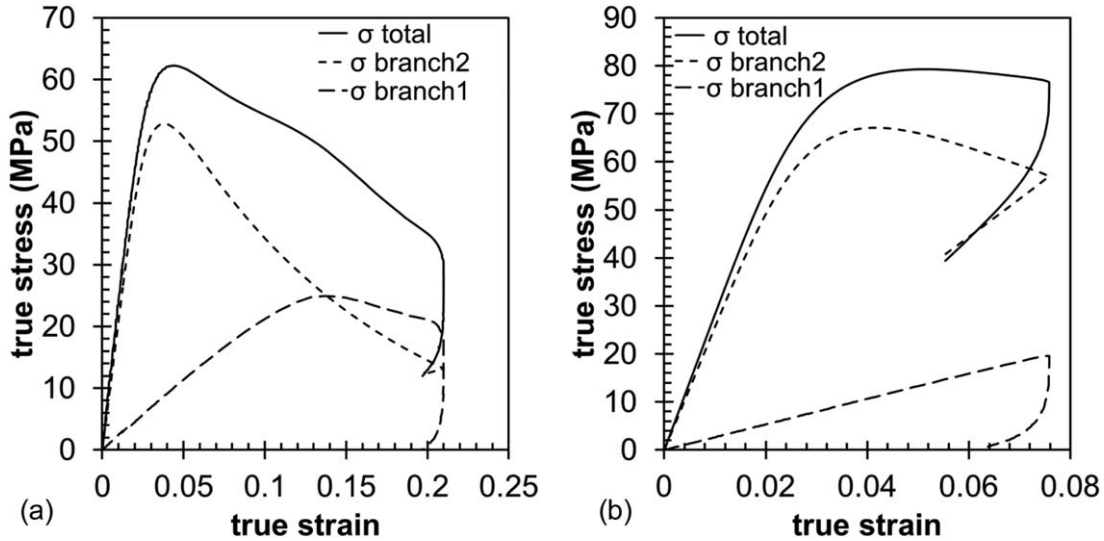 70
60
50
40
30
20
10
0
true stress (MPa)
σ total
σ branch2
σ branch1
0 0.05 0.1 0.15 0.2 0.25
(a) true strain
90
80
70
60
50
40
30
20
10
0
true stress (MPa)
σ total
σ branch2
σ branch1
0 0.02 0.04 0.06 0.08
(b) true strain